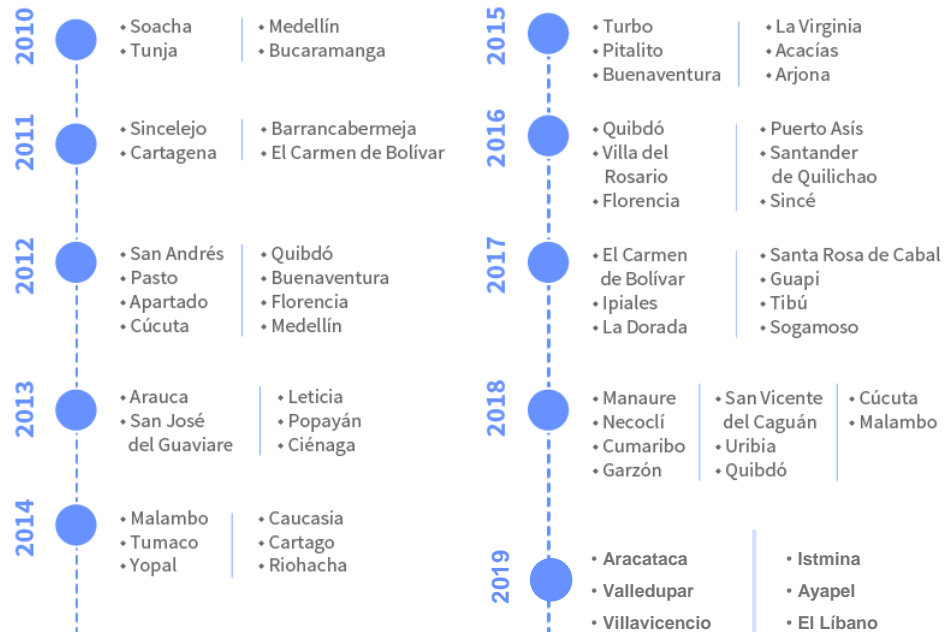 2010
• Soacha
• Tunja
• Medellín
• Bucaramanga
2011
• Sincelejo
• Cartagena
• Barrancabermeja
• El Carmen de Bolívar
2012
• San Andrés
• Pasto
• Apartado
• Cúcuta
• Quibdó
• Buenaventura
• Florencia
• Medellín
2013
• Arauca
• San José
del Guaviare
• Leticia
• Popayán
• Ciénaga
2014
• Malambo
• Tumaco
• Yopal
• Caucasia
• Cartago
• Riohacha
2015
• Turbo
• Pitalito
• Buenaventura
• La Virginia
• Acacías
• Arjona
2016
• Quibdó
• Villa del
Rosario
• Florencia
• Puerto Asís
• Santander
de Quilichao
• Sincé
2017
• El Carmen
de Bolívar
• Ipiales
• La Dorada
• Santa Rosa de Cabal
• Guapi
• Tibú
• Sogamoso
2018
• Manaure
• Necoclí
• Cumaribo
• Garzón
• San Vicente
del Caguán
• Uribia
• Quibdó
• Cúcuta
• Malambo
2019
• Aracataca
• Valledupar
• Villavicencio
• Istmina
• Ayapel
• El Líbano